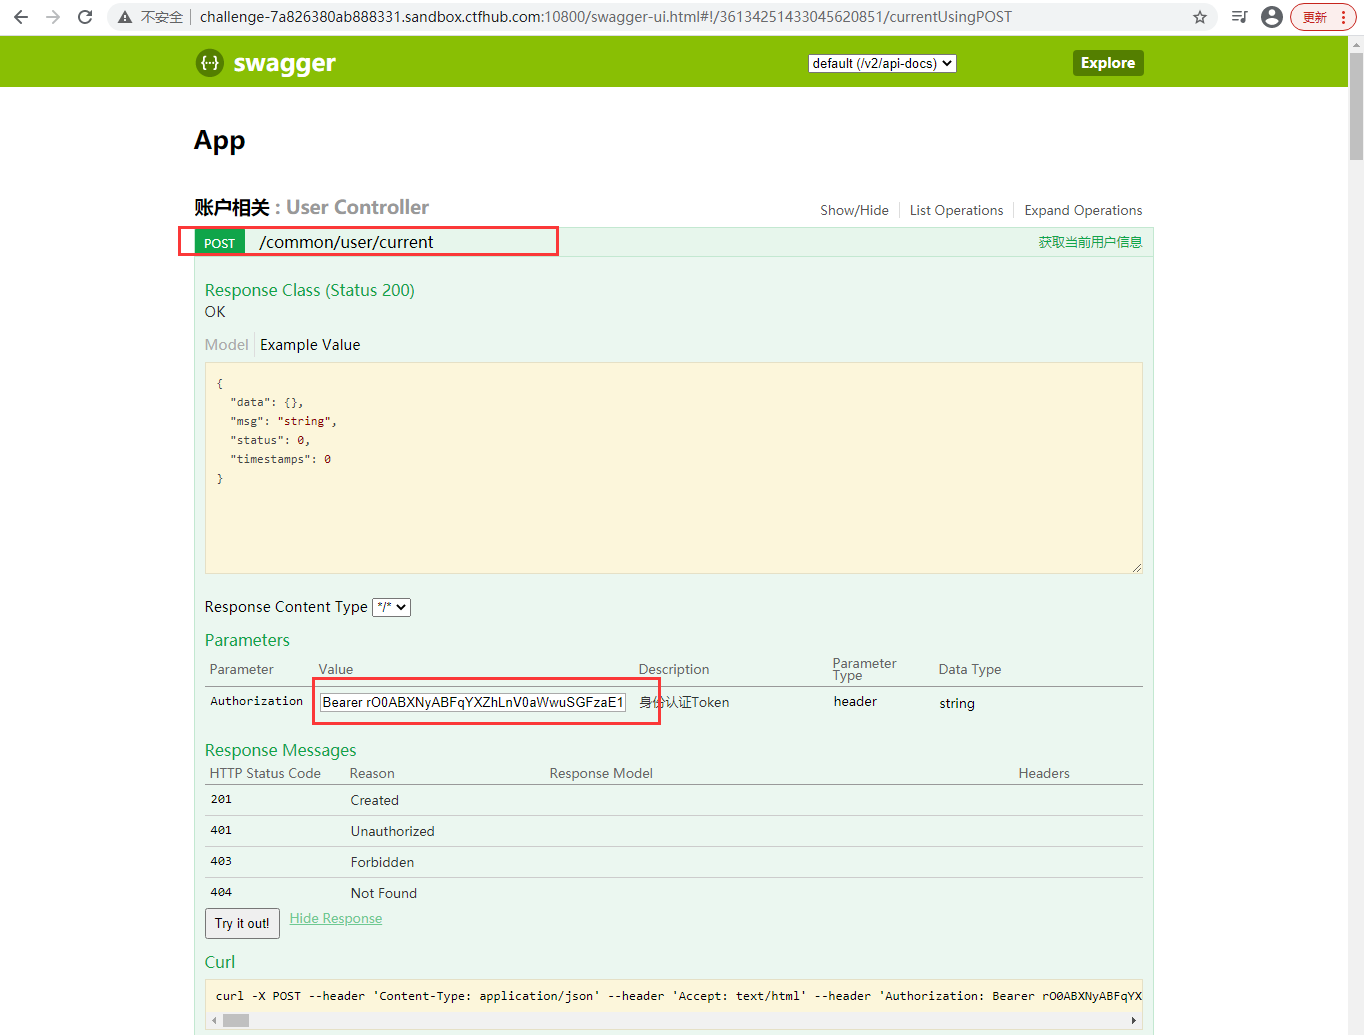 不安全 challenge-7a826380ab888331.sandbox.ctfhub.com:10800/swagger-ui.html#!/36134251433045620851/currentUsingPOST 更新
{···} swagger default (/v2/api-docs) Explore
App
账户相关 : User Controller Show/Hide List Operations Expand Operations
POST /common/user/current 获取当前用户信息
Response Class (Status 200)
OK
Model Example Value
{
"data": {},
"msg": "string",
"status": 0,
"timestamps": 0
}
Response Content Type */*
Parameters
Parameter Value Description Parameter Type Data Type
Authorization Bearer rO0ABXNyABFqYXZhLnV0aWwuSGFzaE1 身份认证Token header string
Response Messages
HTTP Status Code Reason Response Model Headers
201 Created
401 Unauthorized
403 Forbidden
404 Not Found
Try it out! Hide Response
Curl
curl -X POST --header 'Content-Type: application/json' --header 'Accept: text/html' --header 'Authorization: Bearer rO0ABXNyABFqYX